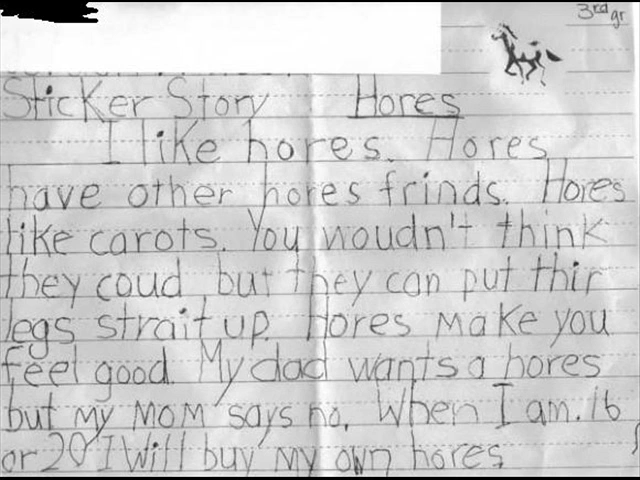 3rd gr
Sticker Story Hores
I like hores. Hores
have other hores frinds. Hores
like carots. You woudn't think
they coud but they can put thir
legs strait up. Hores make you
feel good. My dad wants a hores
but my mom says no. When I am. 16
or 20 I will buy my own hores